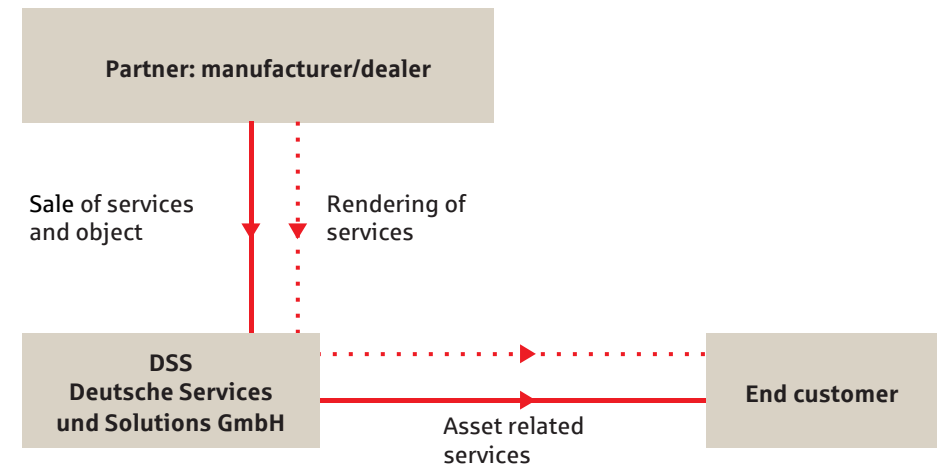 Partner: manufacturer/dealer
Sale of services
and object
Rendering of
services
DSS
Deutsche Services
und Solutions GmbH
End customer
Asset related
services